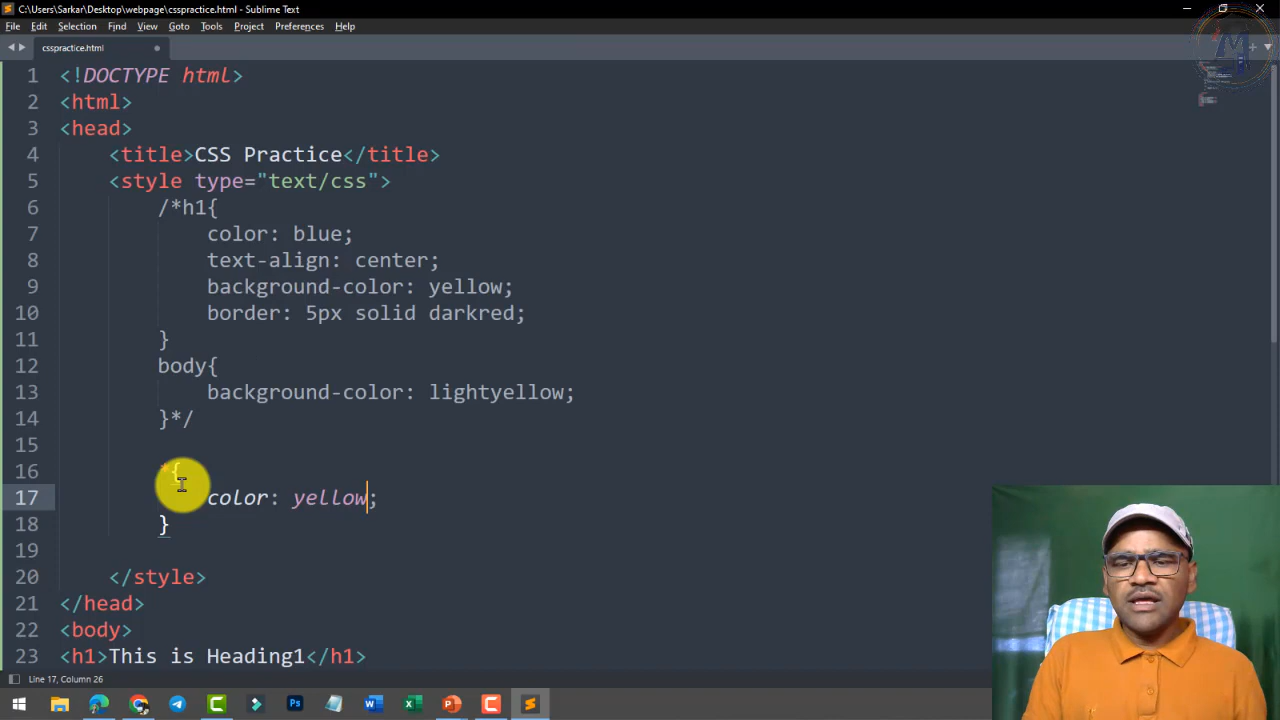 C:\Users\Sarkar\Desktop\webpage\csspractice.html • - Sublime Text
File Edit Selection Find View Goto Tools Project Preferences Help
csspractice.html
1 <!DOCTYPE html>
2 <html>
3 <head>
4 <title>CSS Practice</title>
5 <style type="text/css">
6 /*h1{
7 color: blue;
8 text-align: center;
9 background-color: yellow;
10 border: 5px solid darkred;
11 }
12 body{
13 background-color: lightyellow;
14 }*/
15
16 *{
17 color: yellow;
18 }
19
20 </style>
21 </head>
22 <body>
23 <h1>This is Heading1</h1>
Line 17, Column 26